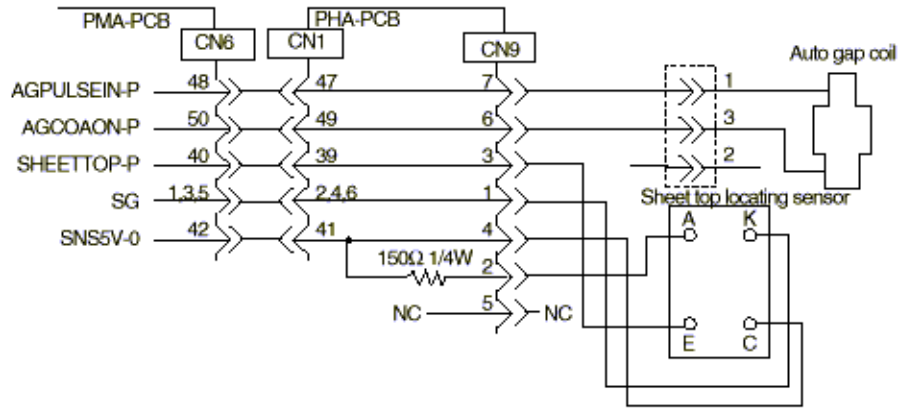 PMA-PCB PHA-PCB
CN6 CN1 CN9
Auto gap coil
AGPULSEIN-P 48 47 7 1
AGCOAON-P 50 49 6 3
SHEETTOP-P 40 39 3 2
SG 1,3,5 2,4,6 1
Sheet top locating sensor
SNS5V-0 42 41 4
A K
150Ω 1/4W 2
NC 5 NC
E C